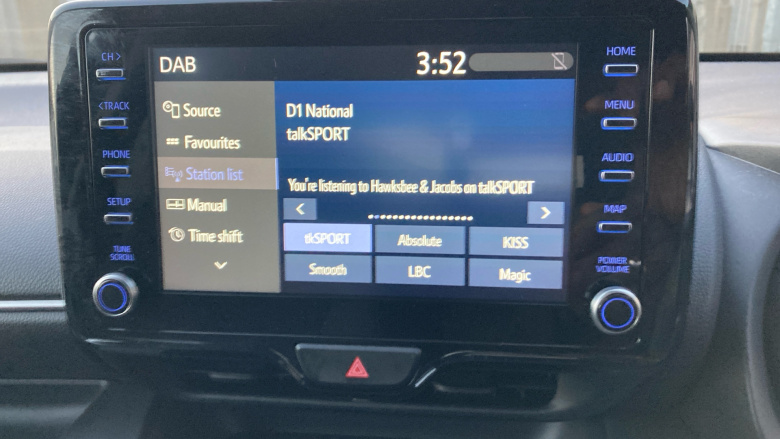 CH >
< TRACK
PHONE
SETUP
TUNE
SCROLL
DAB
3:52
Source
Favourites
Station list
Manual
Time shift
D1 National
talkSPORT
You're listening to Hawksbee & Jacobs on talkSPORT
< >
tkSPORT Absolute KISS
Smooth LBC Magic
HOME
MENU
AUDIO
MAP
POWER
VOLUME